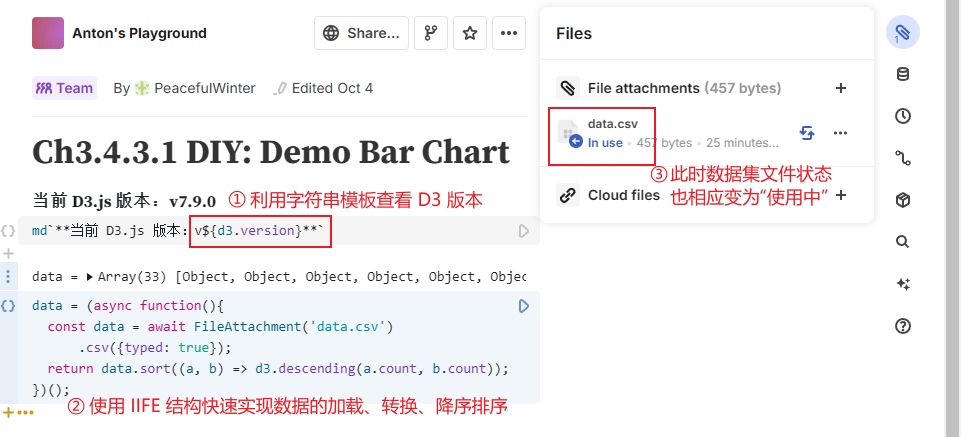 Anton's Playground
Share...
Files
Team
By PeacefulWinter
Edited Oct 4
File attachments (457 bytes)
data.csv
In use • 457 bytes • 25 minutes...
Cloud files
③ 此时数据集文件状态
也相应变为“使用中”
1
Ch3.4.3.1 DIY: Demo Bar Chart
当前 D3.js 版本：v7.9.0
① 利用字符串模板查看 D3 版本
md`**当前 D3.js 版本：v${d3.version}**`
data = ▶ Array(33) [Object, Object, Object, Object, Object, Objec
data = (async function(){
const data = await FileAttachment('data.csv')
.csv({typed: true});
return data.sort((a, b) => d3.descending(a.count, b.count));
})();
② 使用 IIFE 结构快速实现数据的加载、转换、降序排序